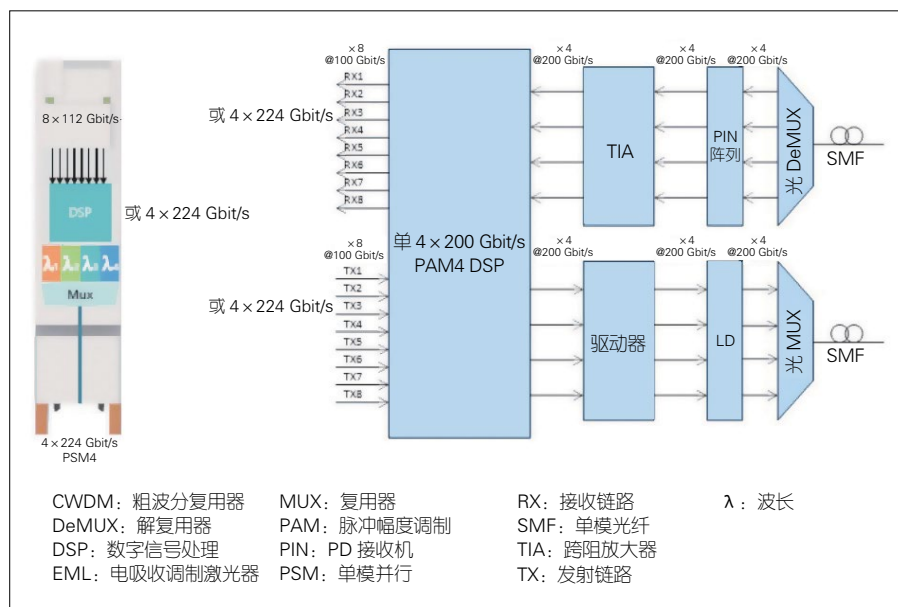 8×112 Gbit/s
DSP
或 4×224 Gbit/s
λ λ λ λ
Mux
4×224 Gbit/s
PSM4
×8
@100 Gbit/s
RX1
RX2
RX3
RX4
RX5
RX6
RX7
RX8
或 4×224 Gbit/s
×8
@100 Gbit/s
TX1
TX2
TX3
TX4
TX5
TX6
TX7
TX8
或 4×224 Gbit/s
单 4×200 Gbit/s
PAM4 DSP
×4
@200 Gbit/s
TIA
×4
@200 Gbit/s
PIN
阵列
×4
@200 Gbit/s
光 DeMUX
SMF
×4
@200 Gbit/s
驱动器
×4
@200 Gbit/s
LD
×4
@200 Gbit/s
光 MUX
SMF
CWDM：粗波分复用器
DeMUX：解复用器
DSP：数字信号处理
EML：电吸收调制激光器
MUX：复用器
PAM：脉冲幅度调制
PIN：PD 接收机
PSM：单模并行
RX：接收链路
SMF：单模光纤
TIA：跨阻放大器
TX：发射链路
λ：波长